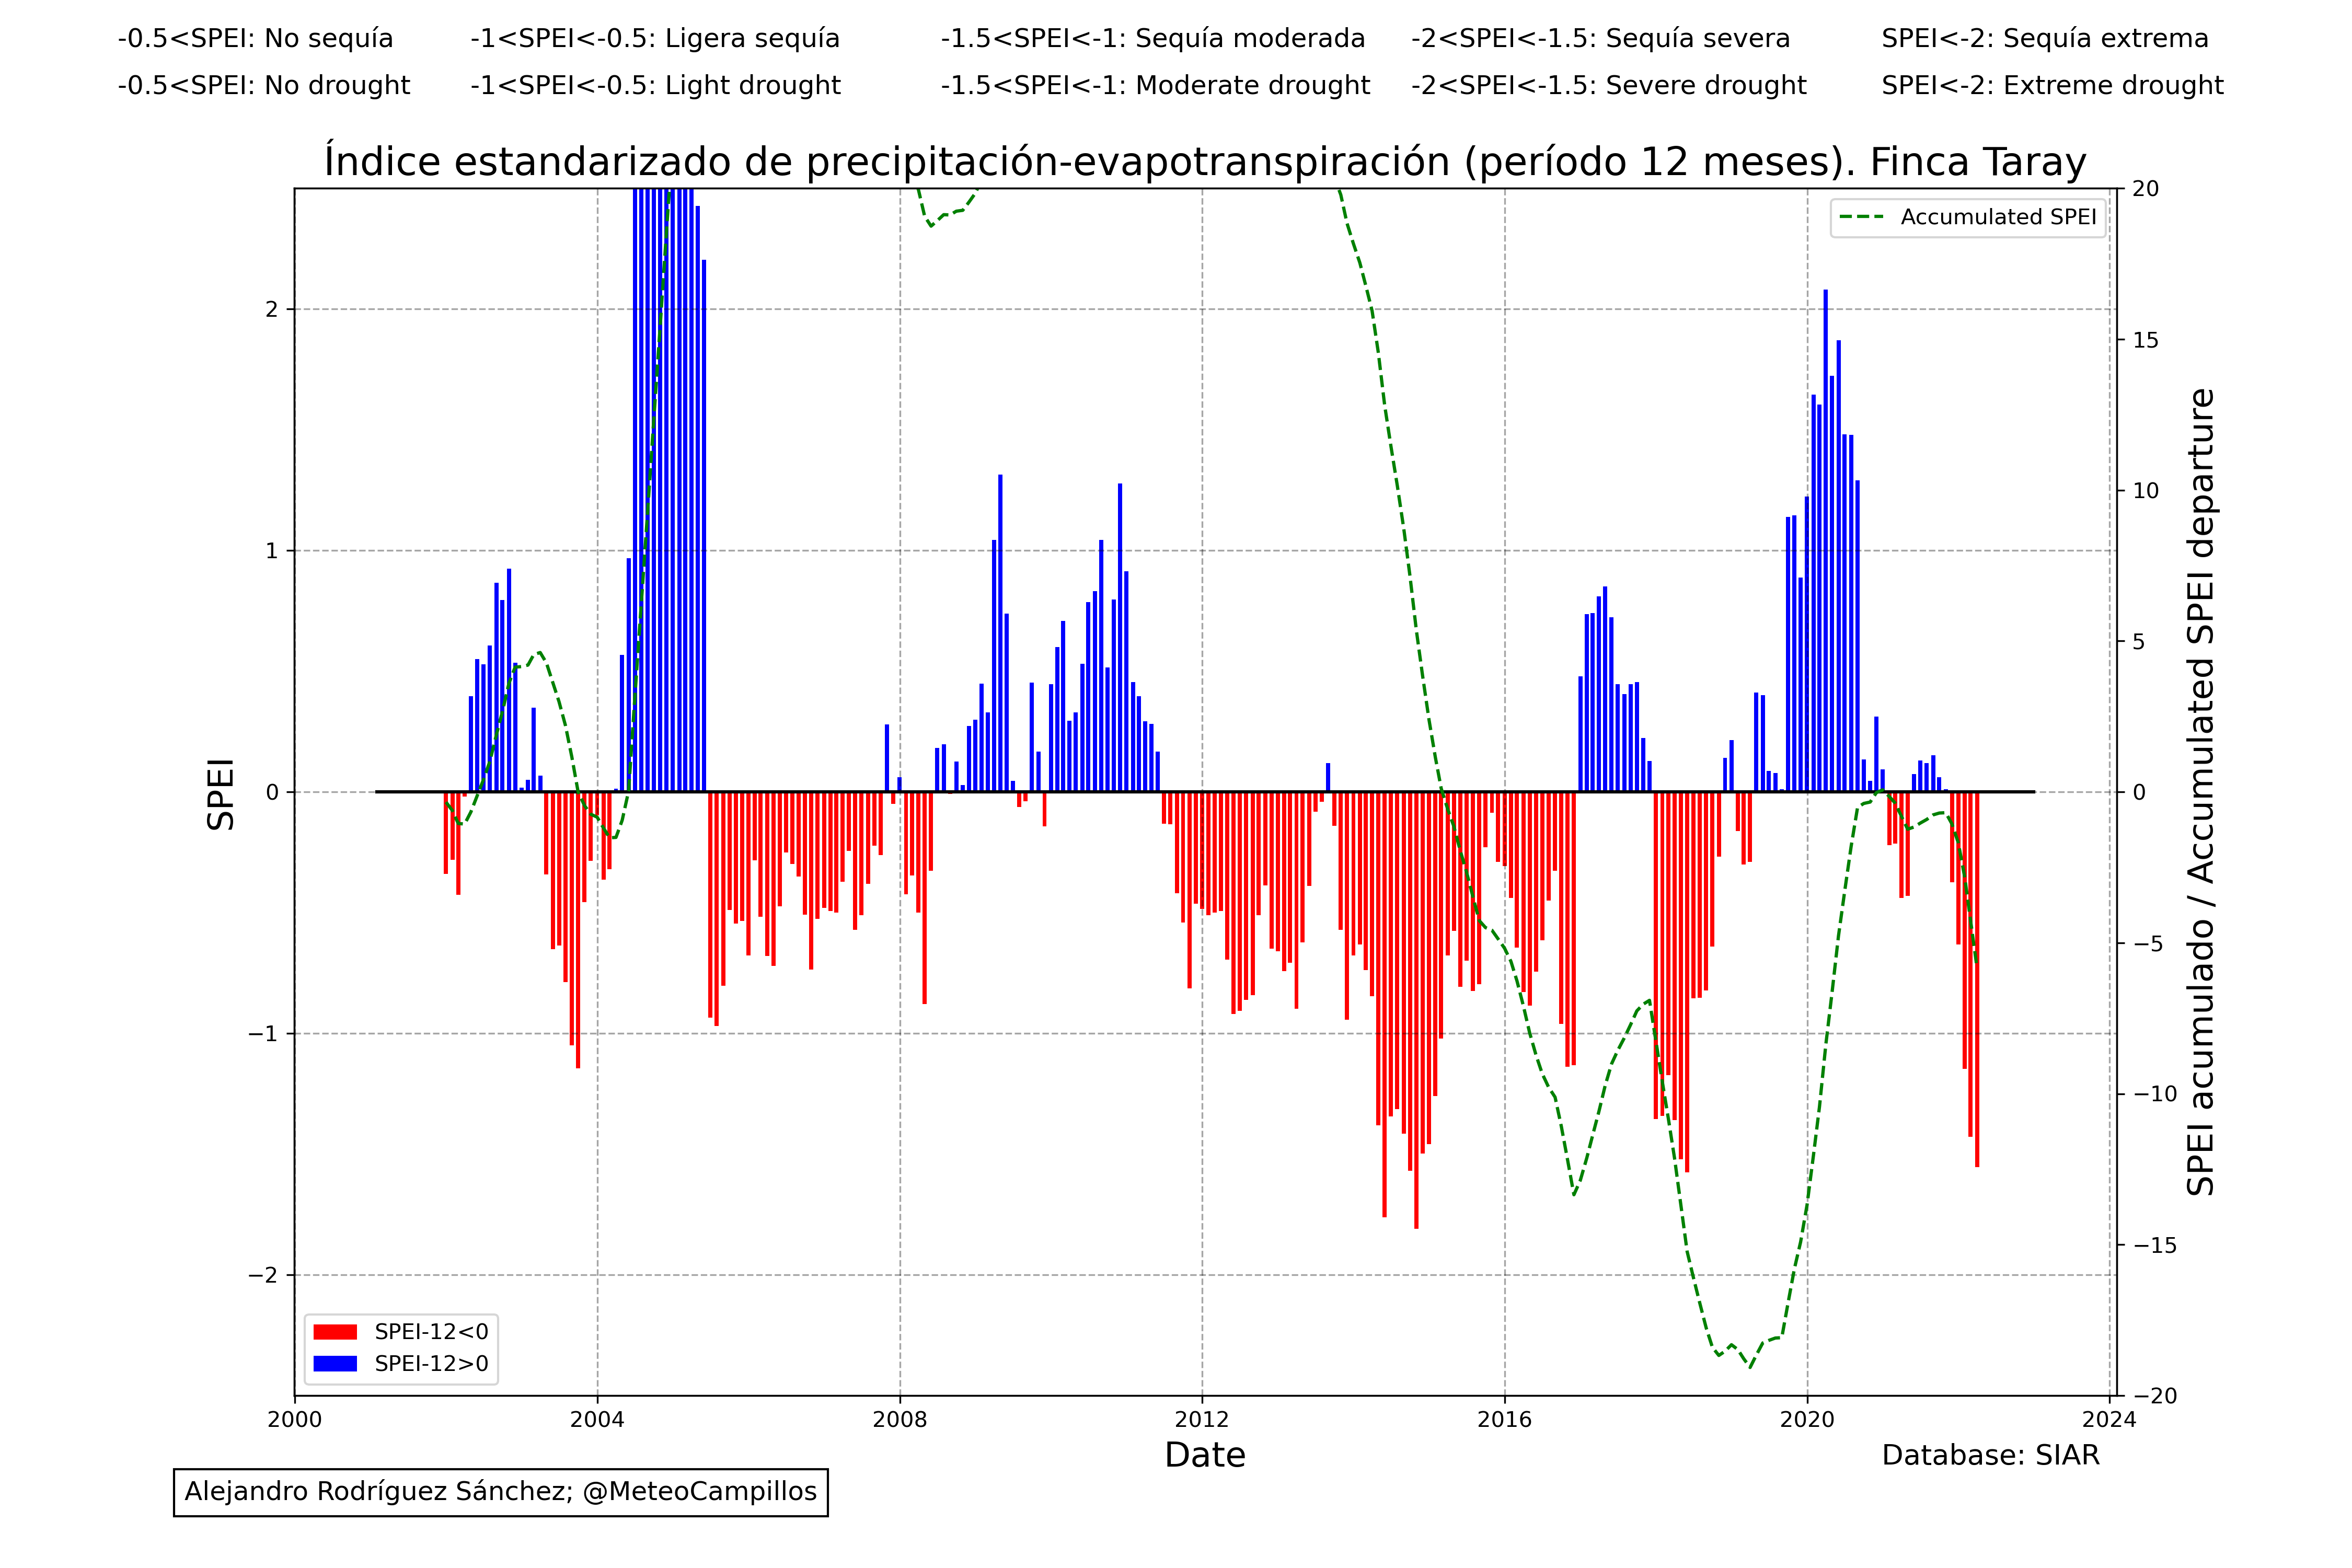 -0.5<SPEI: No sequía -1<SPEI<-0.5: Ligera sequía -1.5<SPEI<-1: Sequía moderada -2<SPEI<-1.5: Sequía severa SPEI<-2: Sequía extrema
-0.5<SPEI: No drought -1<SPEI<-0.5: Light drought -1.5<SPEI<-1: Moderate drought -2<SPEI<-1.5: Severe drought SPEI<-2: Extreme drought
Índice estandarizado de precipitación-evapotranspiración (período 12 meses). Finca Taray
Accumulated SPEI
2
1
0
−1
−2
SPEI
20
15
10
5
0
−5
−10
−15
−20
SPEI acumulado / Accumulated SPEI departure
SPEI-12<0
SPEI-12>0
2000 2004 2008 2012 2016 2020 2024
Date
Database: SIAR
Alejandro Rodríguez Sánchez; @MeteoCampillos